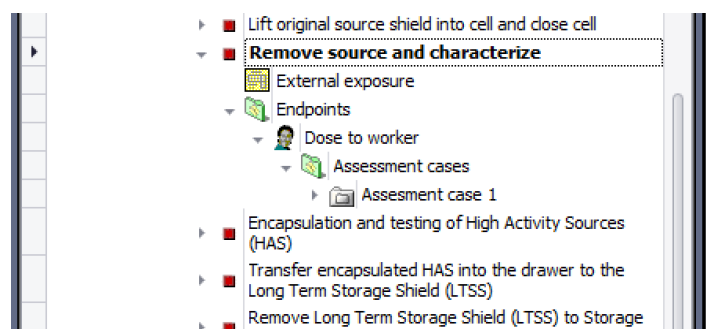 Lift original source shield into cell and close cell
Remove source and characterize
External exposure
Endpoints
Dose to worker
Assessment cases
Assesment case 1
Encapsulation and testing of High Activity Sources
(HAS)
Transfer encapsulated HAS into the drawer to the
Long Term Storage Shield (LTSS)
Remove Long Term Storage Shield (LTSS) to Storage